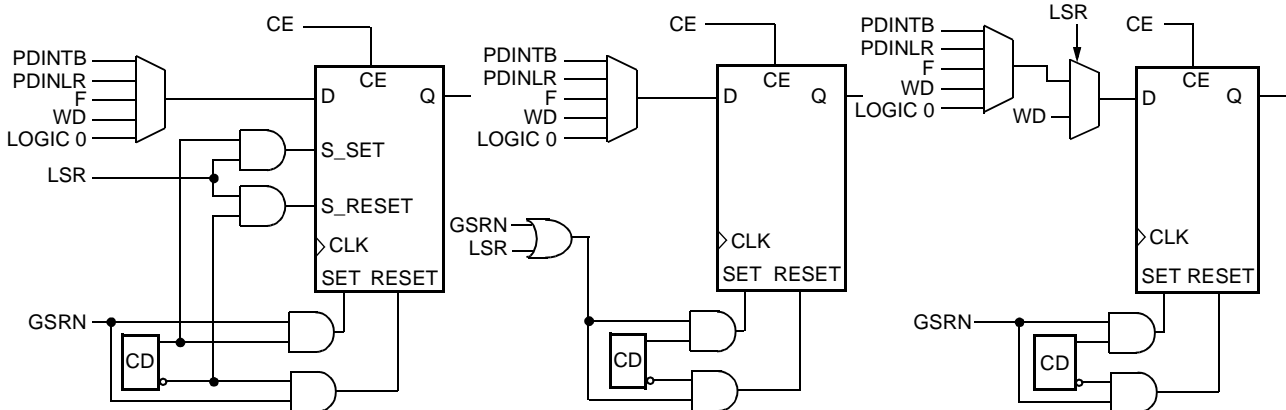 CE
PDINTB
PDINLR
F
WD
LOGIC 0
LSR
CE
D
Q
S_SET
S_RESET
CLK
SET RESET
GSRN
CD
CE
PDINTB
PDINLR
F
WD
LOGIC 0
CE
D
Q
GSRN
LSR
CLK
SET RESET
CD
LSR
CE
PDINTB
PDINLR
F
WD
LOGIC 0
WD
CE
D
Q
CLK
SET RESET
GSRN
CD